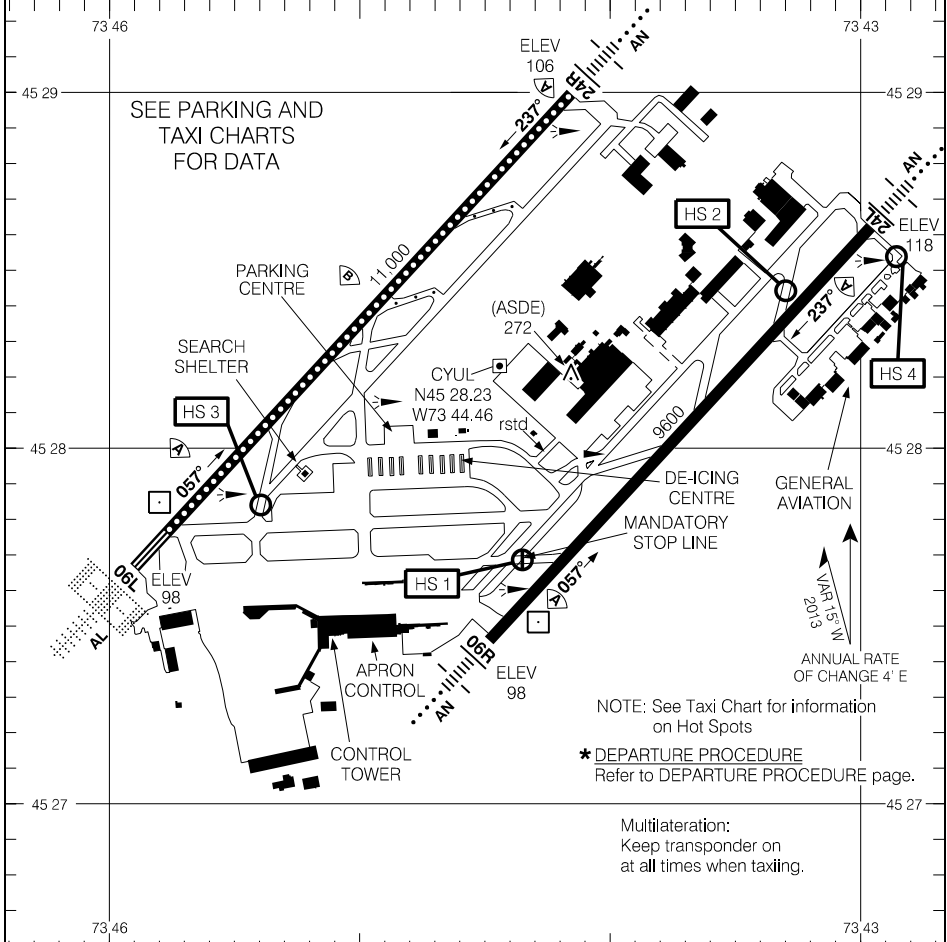 73 46
73 43
ELEV
106
AN
24R
A
45 29
45 29
SEE PARKING AND
TAXI CHARTS
FOR DATA
237°
AN
HS 2
24L
ELEV
118
11,000
B
PARKING
CENTRE
(ASDE)
272
237°
A
SEARCH
SHELTER
CYUL
N45 28.23
W73 44.46
HS 4
HS 3
rstd
9600
A
45 28
45 28
057°
DE-ICING
CENTRE
GENERAL
AVIATION
MANDATORY
STOP LINE
06L
ELEV
98
HS 1
057°
A
VAR 15° W
2013
AL
06R
ELEV
98
APRON
CONTROL
ANNUAL RATE
OF CHANGE 4' E
AN
NOTE: See Taxi Chart for information
on Hot Spots
CONTROL
TOWER
* DEPARTURE PROCEDURE
Refer to DEPARTURE PROCEDURE page.
45 27
45 27
Multilateration:
Keep transponder on
at all times when taxiing.
73 46
73 43